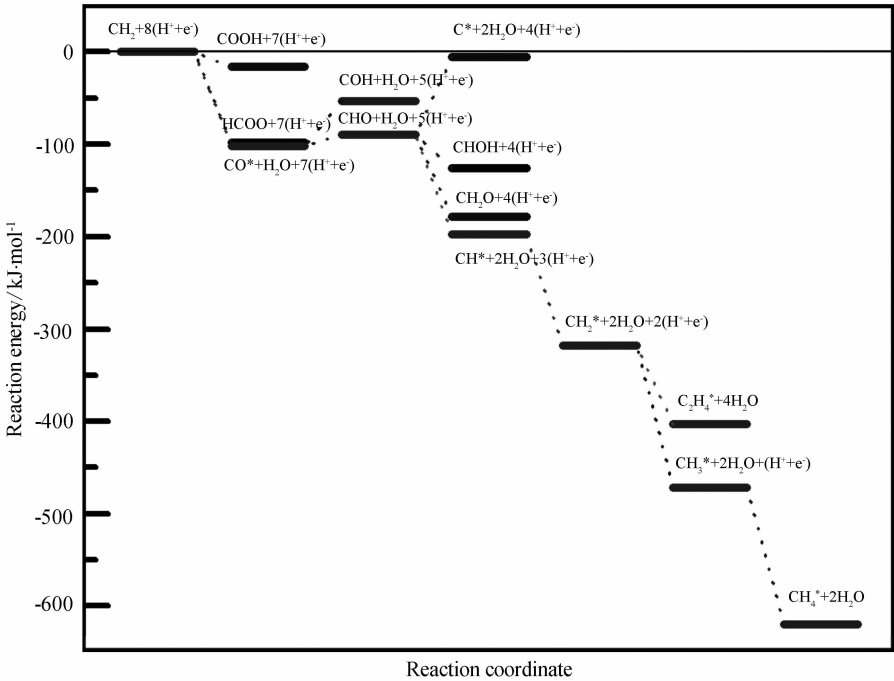 CH₂+8(H⁺+e⁻)
COOH+7(H⁺+e⁻)
C*+2H₂O+4(H⁺+e⁻)
0
COH+H₂O+5(H⁺+e⁻)
HCOO+7(H⁺+e⁻)
CHO+H₂O+5(H⁺+e⁻)
-100
CO*+H₂O+7(H⁺+e⁻)
CHOH+4(H⁺+e⁻)
CH₂O+4(H⁺+e⁻)
-200
CH*+2H₂O+3(H⁺+e⁻)
CH₂*+2H₂O+2(H⁺+e⁻)
-300
C₂H₄*+4H₂O
-400
CH₃*+2H₂O+(H⁺+e⁻)
-500
CH₄*+2H₂O
-600
Reaction energy/kJ·mol⁻¹
Reaction coordinate